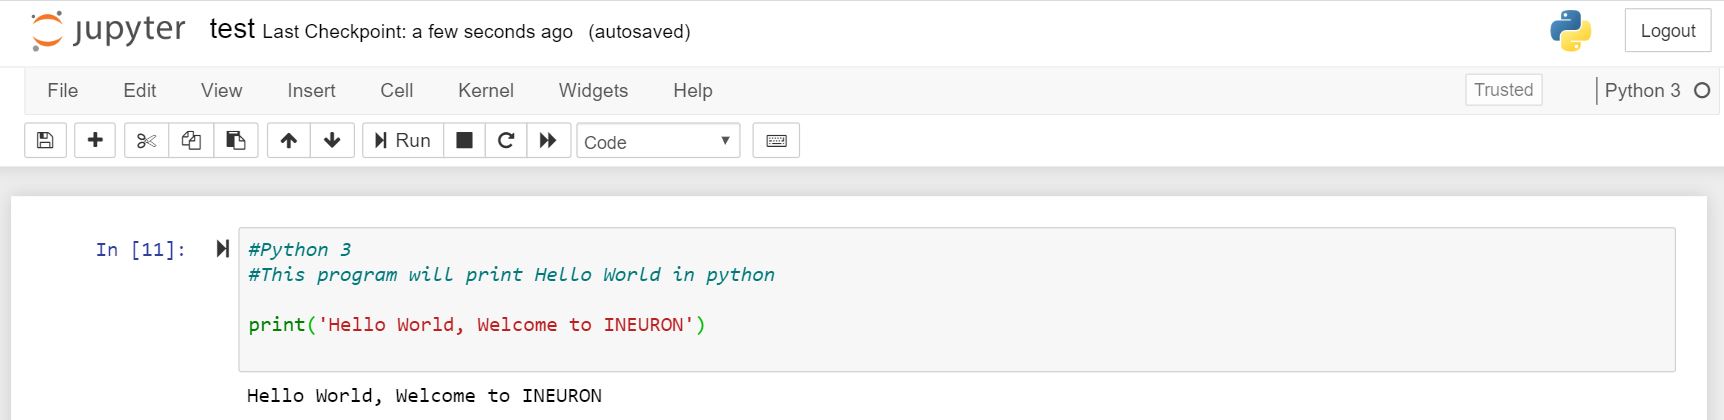 jupyter test Last Checkpoint: a few seconds ago (autosaved) Logout
File Edit View Insert Cell Kernel Widgets Help Trusted Python 3
Run Code
In [11]: #Python 3
#This program will print Hello World in python
print('Hello World, Welcome to INEURON')
Hello World, Welcome to INEURON